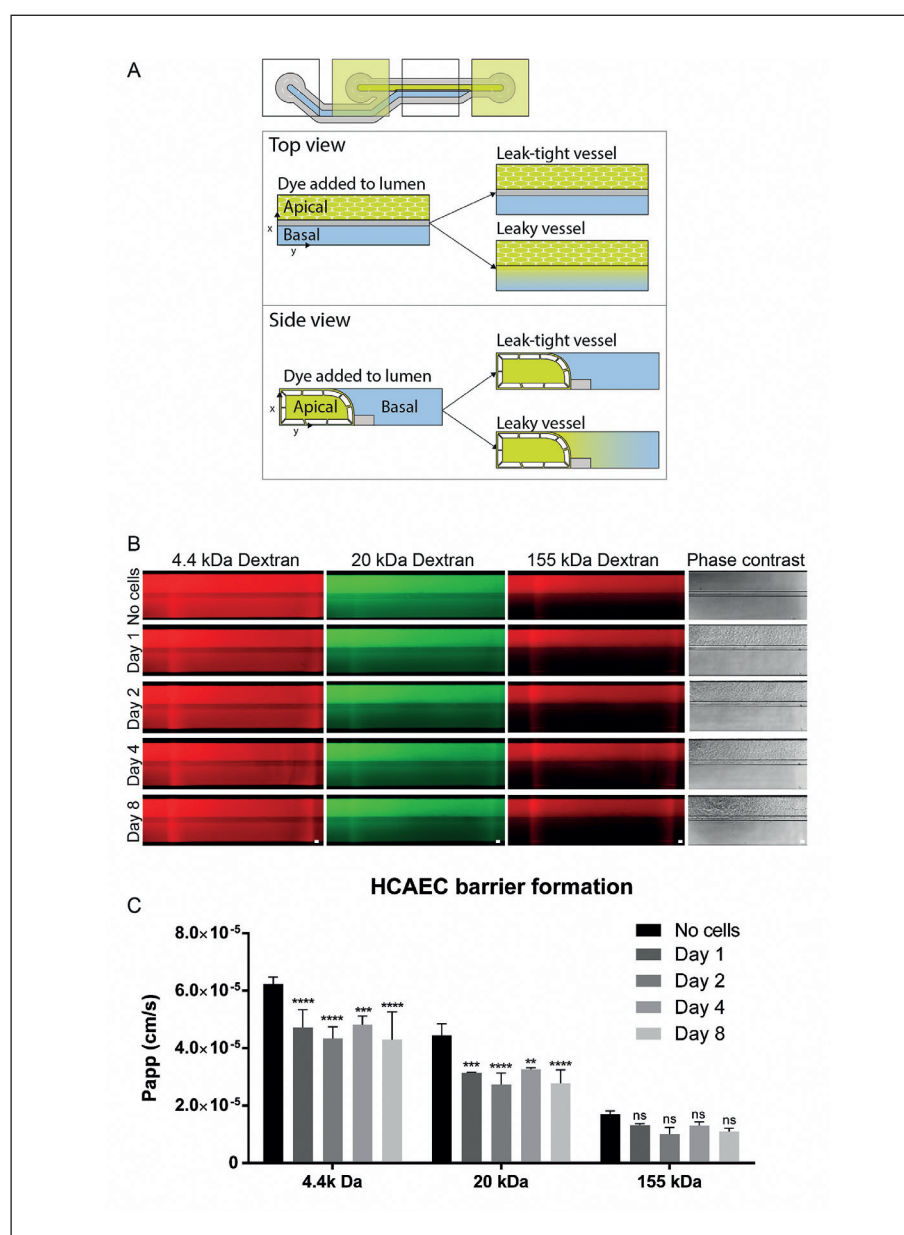 A
Top view
Dye added to lumen
Apical
Basal
x
y
Leak-tight vessel
Leaky vessel
Side view
Dye added to lumen
Apical
Basal
x
y
Leak-tight vessel
Leaky vessel
B
4.4 kDa Dextran 20 kDa Dextran 155 kDa Dextran Phase contrast
No cells
Day 1
Day 2
Day 4
Day 8
HCAEC barrier formation
C
Papp (cm/s)
8.0×10⁻⁵
6.0×10⁻⁵
4.0×10⁻⁵
2.0×10⁻⁵
0
No cells
Day 1
Day 2
Day 4
Day 8
**** **** *** ****
*** **** ** ****
ns ns ns ns
4.4k Da 20 kDa 155 kDa